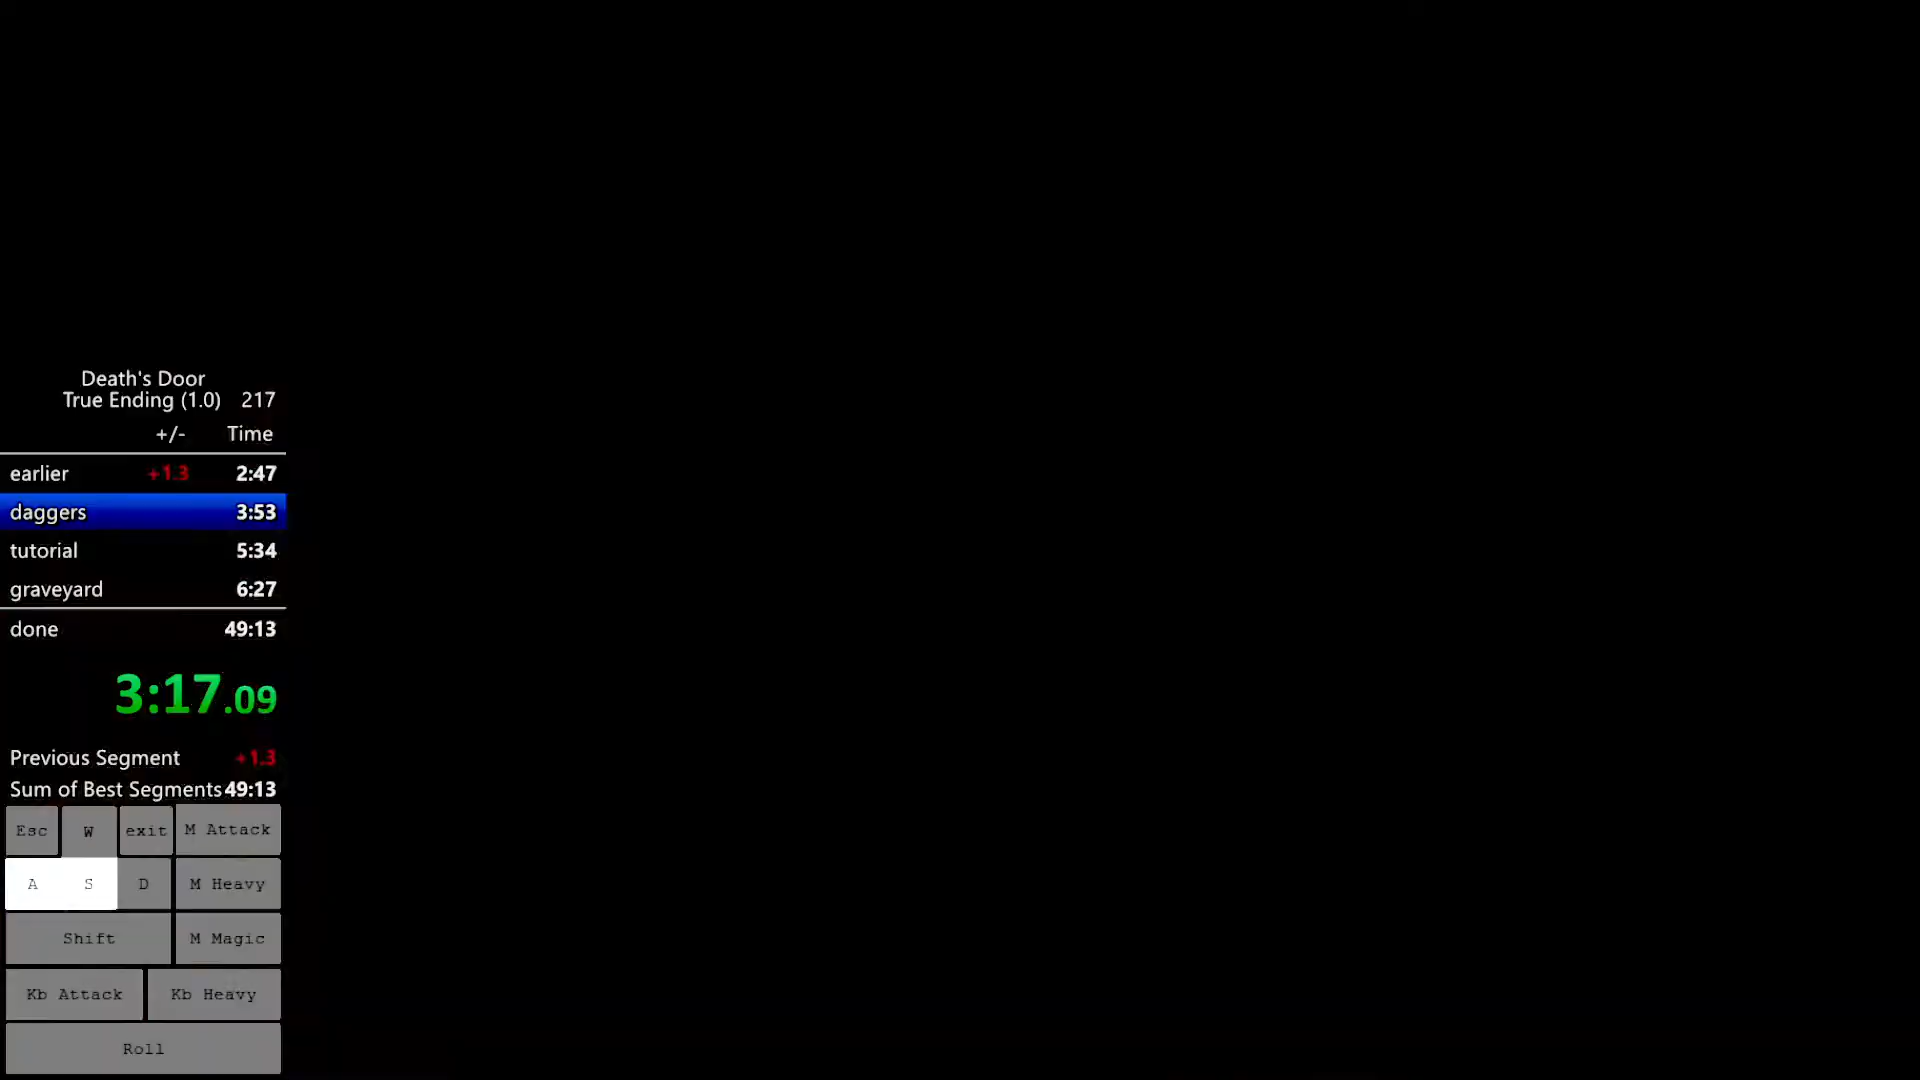 Death's Door
True Ending (1.0) 217
+/- Time
earlier +1.3 2:47
daggers 3:53
tutorial 5:34
graveyard 6:27
done 49:13
3:17.09
Previous Segment +1.3
Sum of Best Segments 49:13
Esc W exit M Attack
A S D M Heavy
Shift M Magic
Kb Attack Kb Heavy
Roll